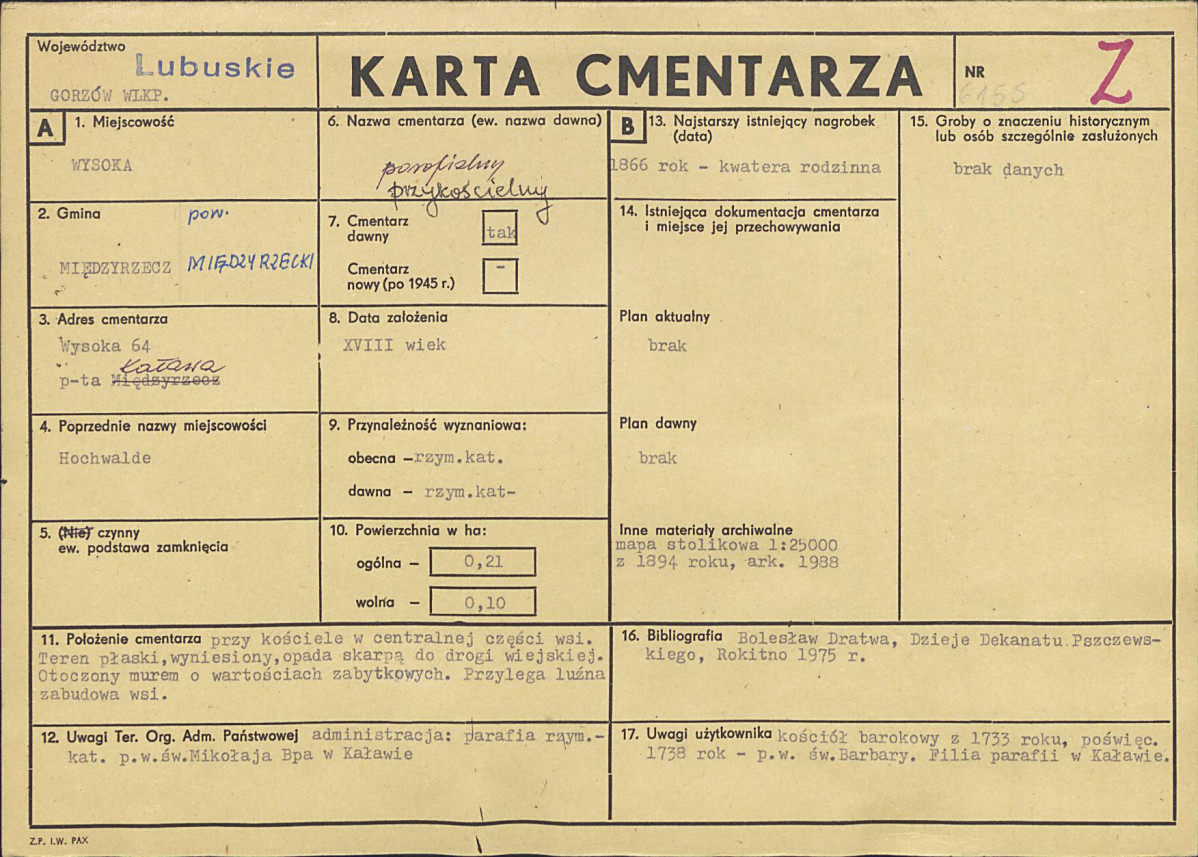 Województwo
Lubuskie
GORZÓW WLKP.
KARTA CMENTARZA
NR
6155
Z
A
1. Miejscowość
WYSOKA
2. Gmina
pow.
MIĘDZYRZECZ MIĘDZYRZECKI
3. Adres cmentarza
Wysoka 64
Kaława
p-ta Międzyrzecz
4. Poprzednie nazwy miejscowości
Hochwalde
5. (Nie) czynny
ew. podstawa zamknięcia
6. Nazwa cmentarza (ew. nazwa dawna)
parafialny
przykościelny
7. Cmentarz
dawny
tak
Cmentarz
nowy (po 1945 r.)
-
8. Data założenia
XVIII wiek
9. Przynależność wyznaniowa:
obecna - rzym.kat.
dawna - rzym.kat-
10. Powierzchnia w ha:
ogólna - 0,21
wolna - 0,10
11. Położenie cmentarza przy kościele w centralnej części wsi.
Teren płaski,wyniesiony,opada skarpą do drogi wiejskiej.
Otoczony murem o wartościach zabytkowych. Przylega luźna
zabudowa wsi.
12. Uwagi Ter. Org. Adm. Państwowej administracja: parafia rzym.-
kat. p.w.św.Mikołaja Bpa w Kaławie
B
13. Najstarszy istniejący nagrobek
(data)
1866 rok - kwatera rodzinna
14. Istniejąca dokumentacja cmentarza
i miejsce jej przechowywania
Plan aktualny
brak
Plan dawny
brak
Inne materiały archiwalne
mapa stolikowa 1:25000
z 1894 roku, ark. 1988
15. Groby o znaczeniu historycznym
lub osób szczególnie zasłużonych
brak danych
16. Bibliografia Bolesław Dratwa, Dzieje Dekanatu Pszczews-
kiego, Rokitno 1975 r.
17. Uwagi użytkownika kościół barokowy z 1733 roku, poświęc.
1738 rok - p.w. św.Barbary. Filia parafii w Kaławie.
Z.P. I.W. PAX